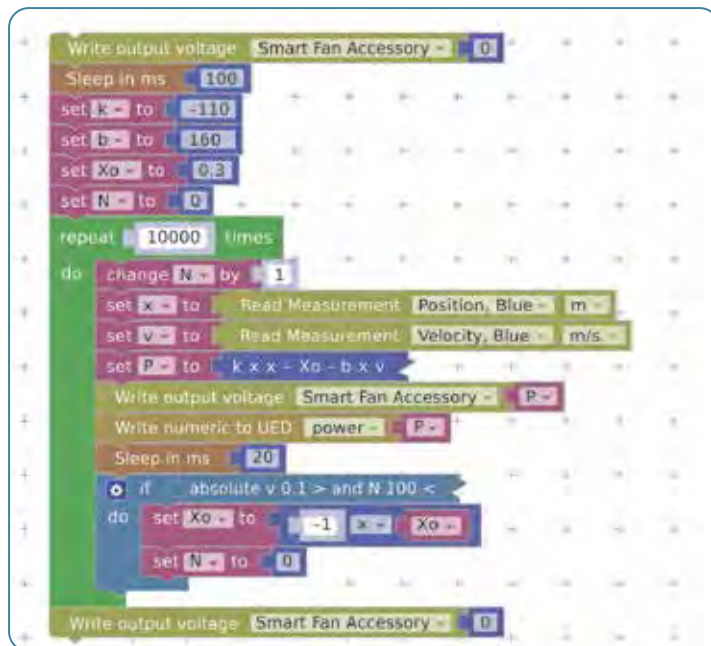 Write output voltage Smart Fan Accessory 0
Sleep in ms 100
set k to -110
set b to 160
set Xo to 0.3
set N to 0
repeat 10000 times
do change N by 1
set x to Read Measurement Position, Blue m
set v to Read Measurement Velocity, Blue m/s
set P to k x x - Xo - b x v
Write output voltage Smart Fan Accessory P
Write numeric to UED power P
Sleep in ms 20
if absolute v 0.1 > and N 100 <
do set Xo to -1 x Xo
set N to 0
Write output voltage Smart Fan Accessory 0